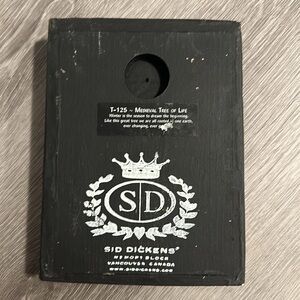 T-125 ~ Medieval Tree of Life
Winter is the season to dream the beginning.
Like this great tree we are all rooted in one earth,
ever changing, ever
SD
SID DICKENS®
MEMORY BLOCK
VANCOUVER CANADA
www.siddickens.com